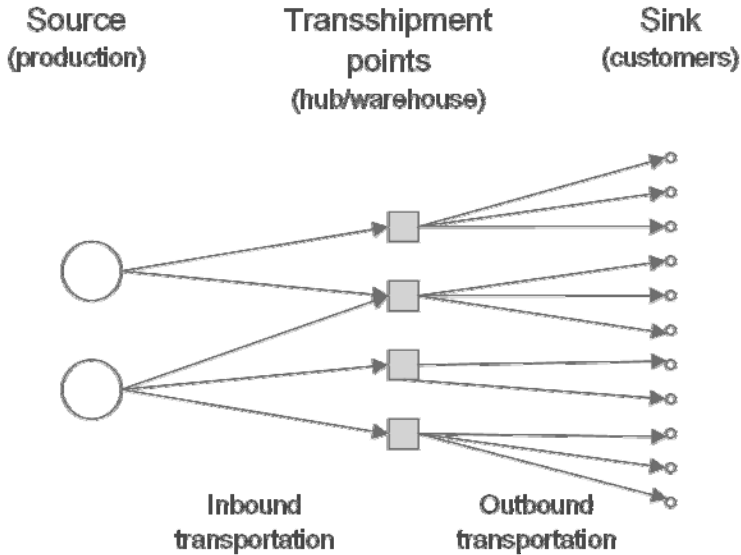 Source
(production)
Transshipment
points
(hub/warehouse)
Sink
(customers)
Inbound
transportation
Outbound
transportation